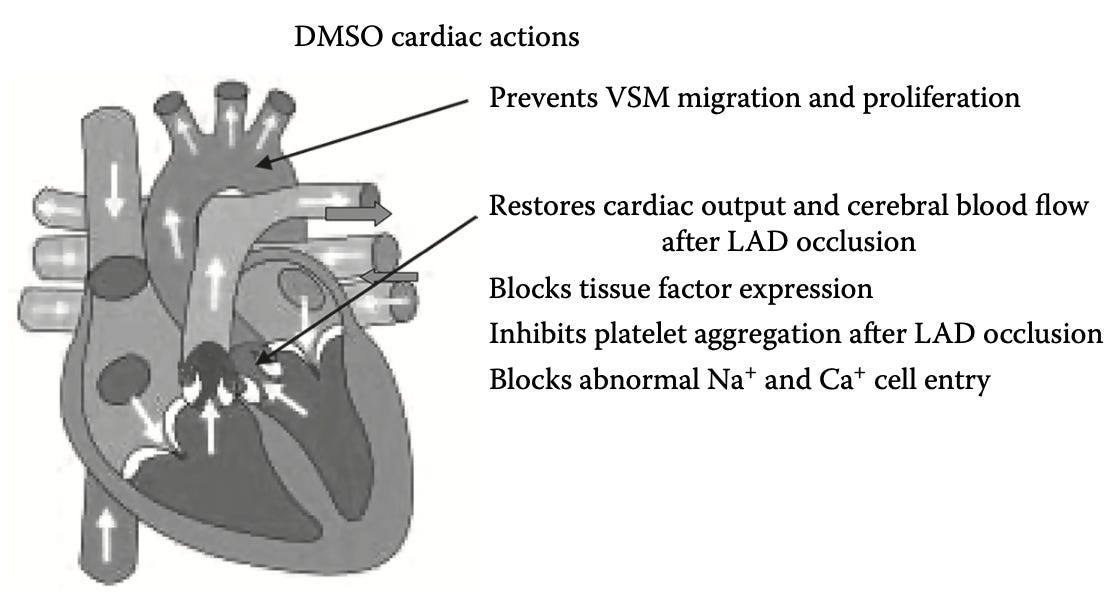 DMSO cardiac actions
Prevents VSM migration and proliferation
Restores cardiac output and cerebral blood flow
after LAD occlusion
Blocks tissue factor expression
Inhibits platelet aggregation after LAD occlusion
Blocks abnormal Na⁺ and Ca⁺ cell entry